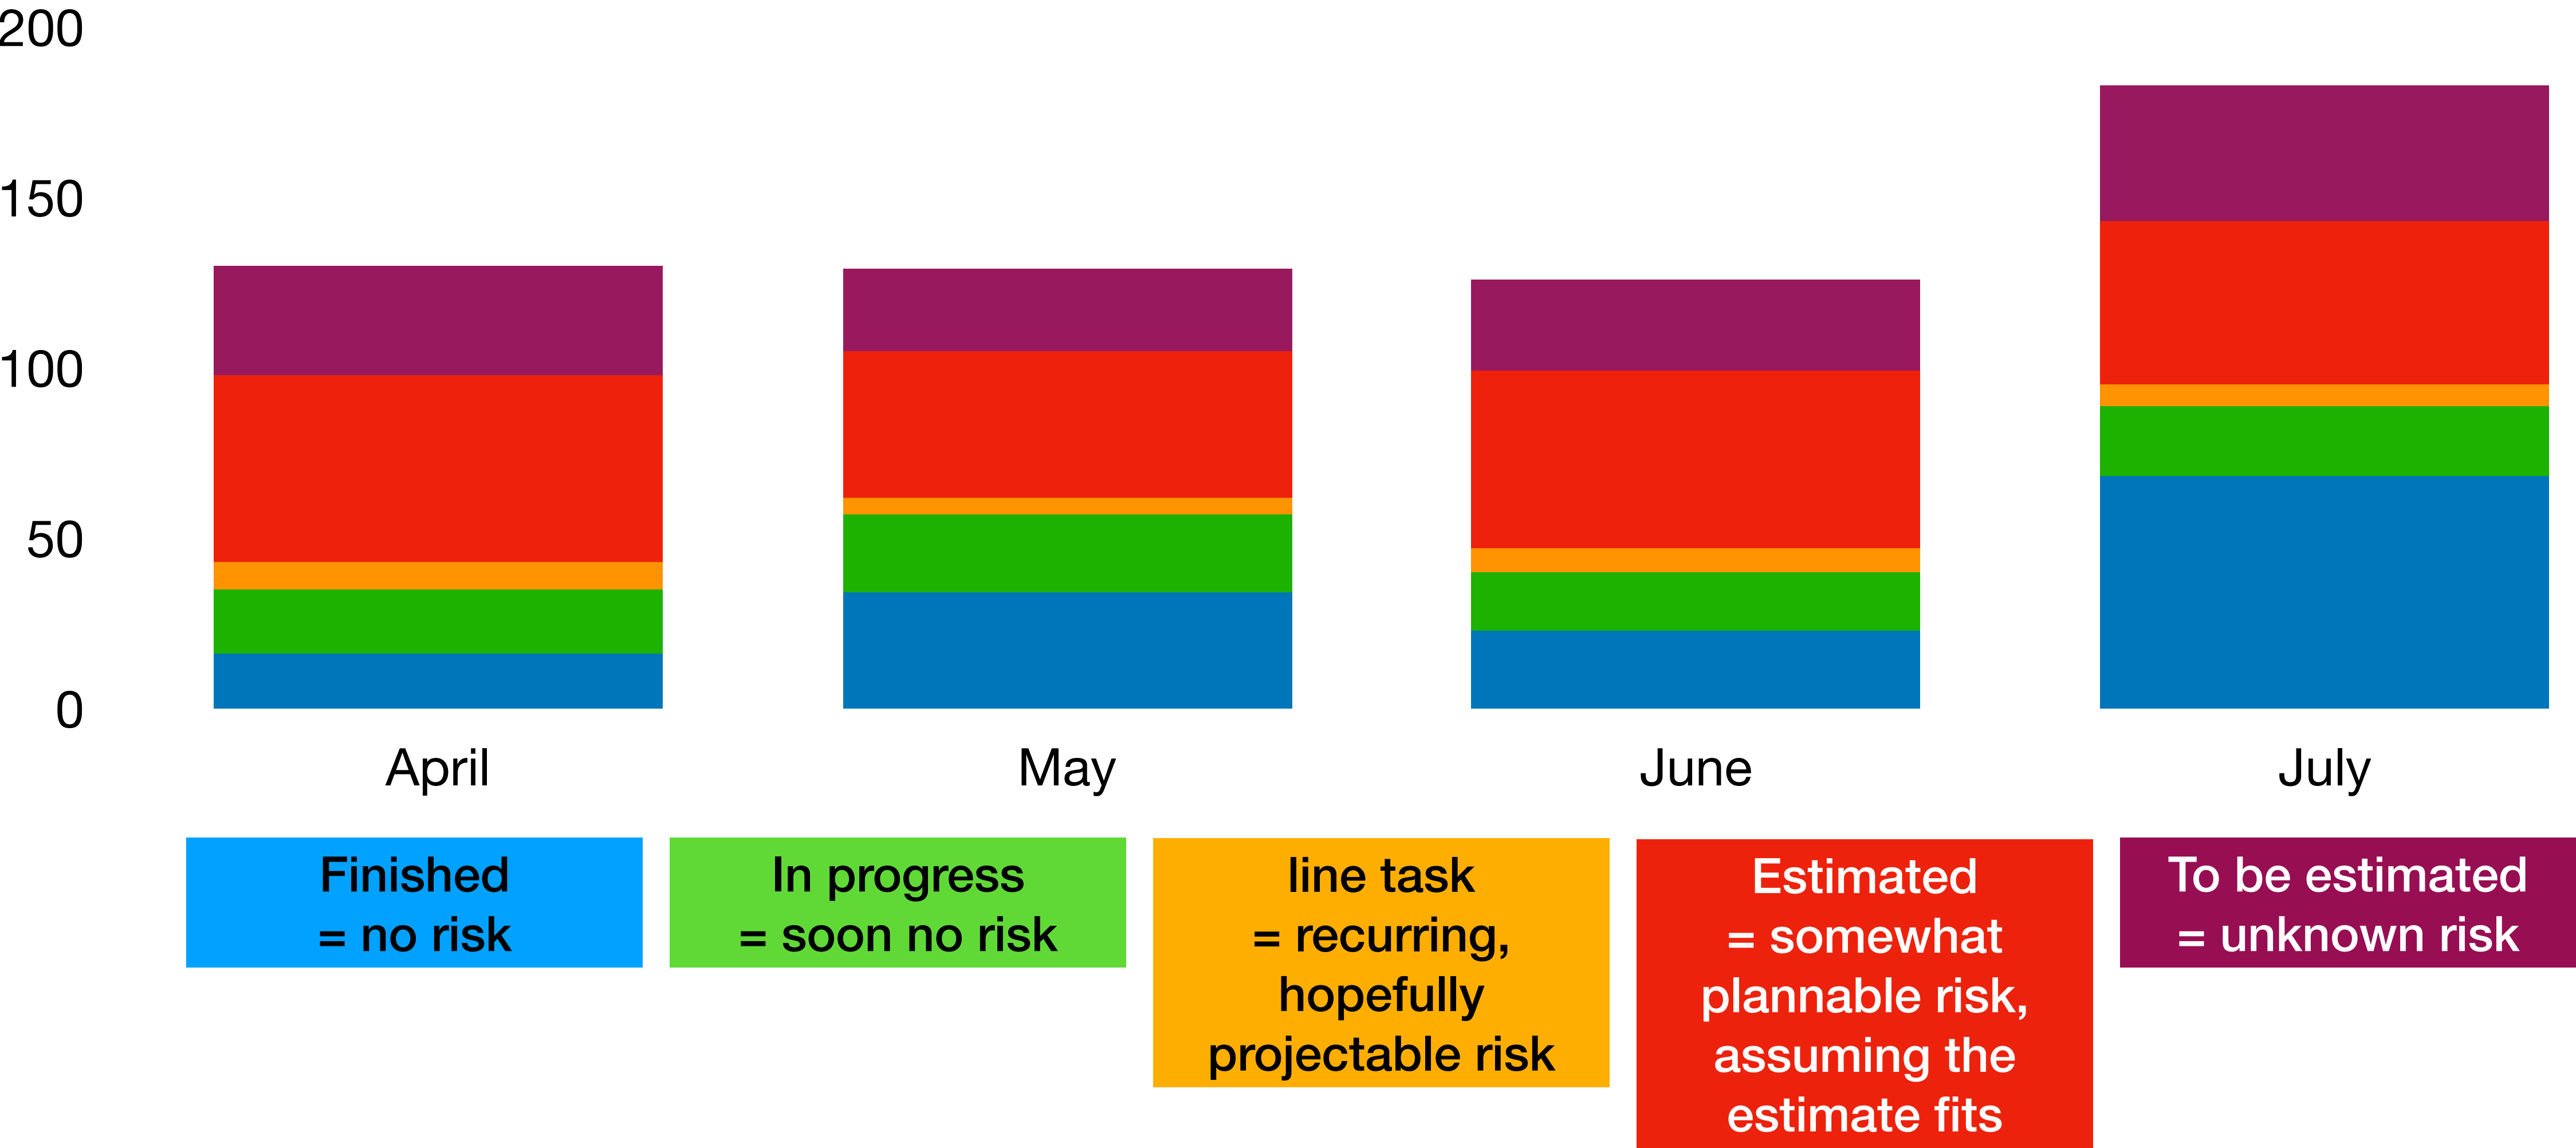 200
150
100
50
0
April
May
June
July
Finished
= no risk
In progress
= soon no risk
line task
= recurring,
hopefully
projectable risk
Estimated
= somewhat
plannable risk,
assuming the
estimate fits
To be estimated
= unknown risk